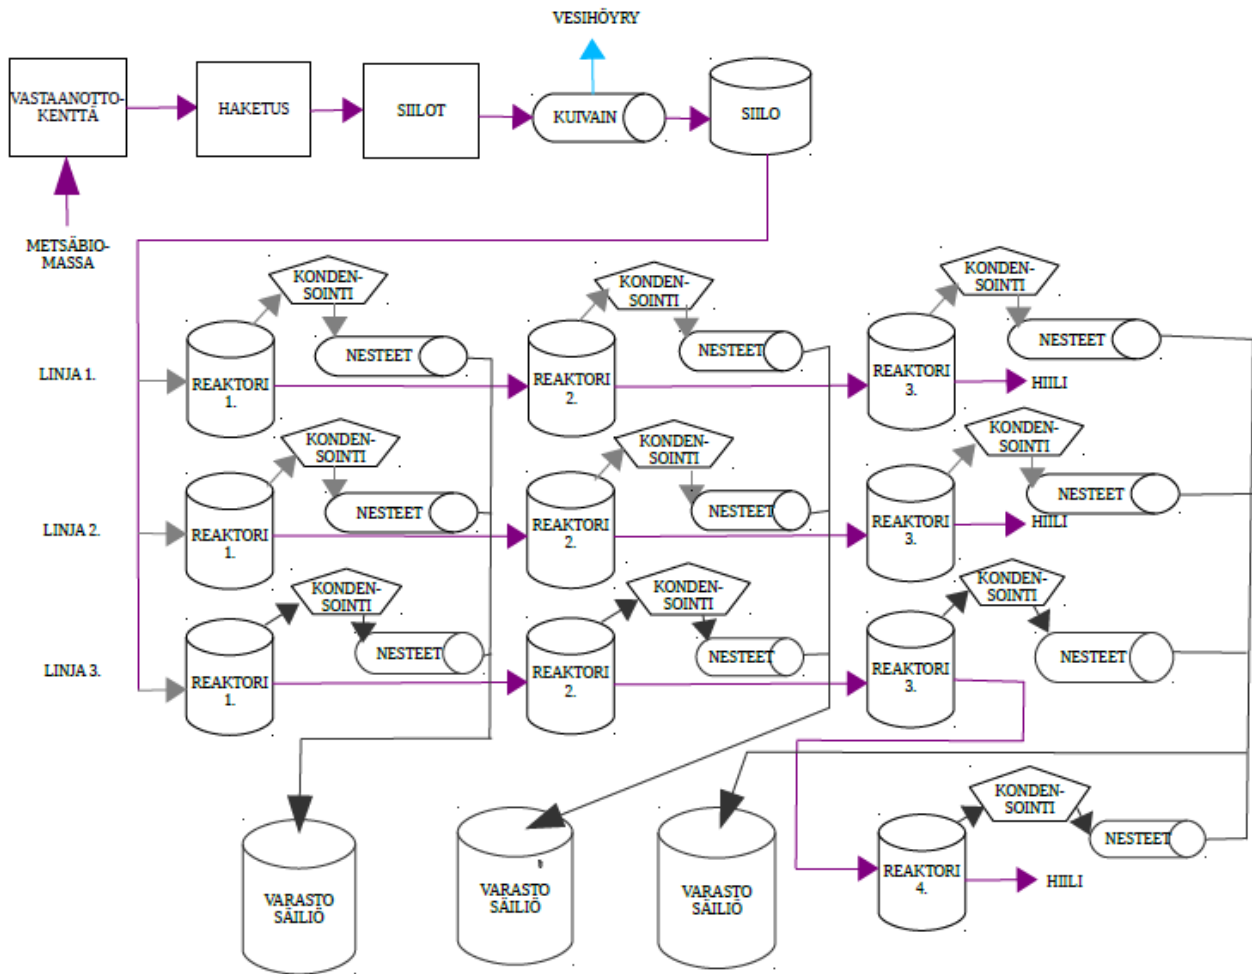 VESIHÖYRY
VASTAANOTTO-
KENTTÄ
HAKETUS
SIILOT
KUIVAIN
SIILO
METSÄBIO-
MASSA
KONDEN-
SOINTI
KONDEN-
SOINTI
KONDEN-
SOINTI
NESTEET
NESTEET
NESTEET
LINJA 1.
REAKTORI
1.
REAKTORI
2.
REAKTORI
3.
HIILI
KONDEN-
SOINTI
KONDEN-
SOINTI
KONDEN-
SOINTI
NESTEET
NESTEET
NESTEET
LINJA 2.
REAKTORI
1.
REAKTORI
2.
REAKTORI
3.
HIILI
KONDEN-
SOINTI
KONDEN-
SOINTI
KONDEN-
SOINTI
NESTEET
NESTEET
NESTEET
LINJA 3.
REAKTORI
1.
REAKTORI
2.
REAKTORI
3.
KONDEN-
SOINTI
NESTEET
REAKTORI
4.
HIILI
VARASTO
SÄILIÖ
VARASTO
SÄILIÖ
VARASTO
SÄILIÖ